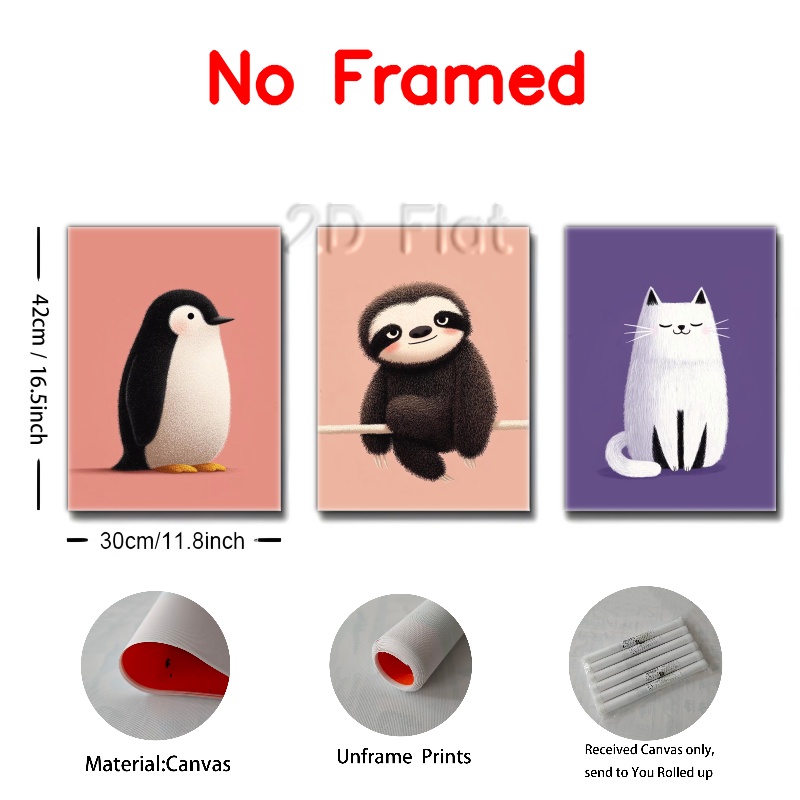 No Framed
2.D Flat
42cm / 16.5inch
30cm/11.8inch
Material:Canvas
Unframe Prints
Received Canvas only,
send to You Rolled up